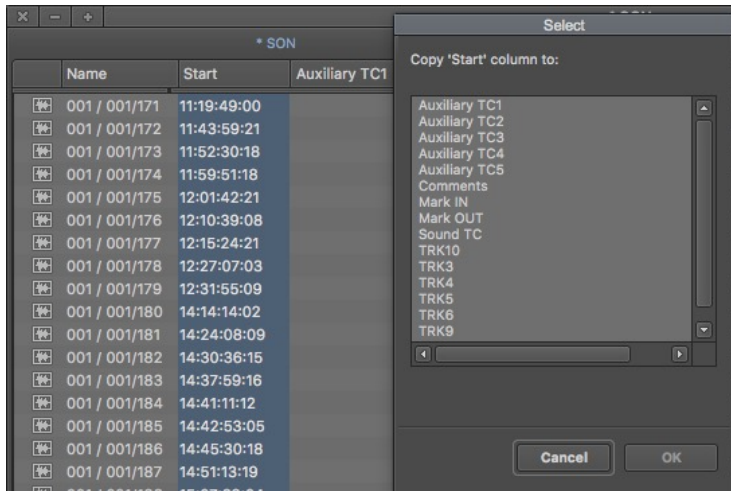 * SON
Name Start Auxiliary TC1
001 / 001/171 11:19:49:00
001 / 001/172 11:43:59:21
001 / 001/173 11:52:30:18
001 / 001/174 11:59:51:18
001 / 001/175 12:01:42:21
001 / 001/176 12:10:39:08
001 / 001/177 12:15:24:21
001 / 001/178 12:27:07:03
001 / 001/179 12:31:55:09
001 / 001/180 14:14:14:02
001 / 001/181 14:24:08:09
001 / 001/182 14:30:36:15
001 / 001/183 14:37:59:16
001 / 001/184 14:41:11:12
001 / 001/185 14:42:53:05
001 / 001/186 14:45:30:18
001 / 001/187 14:51:13:19
Select
Copy 'Start' column to:
Auxiliary TC1
Auxiliary TC2
Auxiliary TC3
Auxiliary TC4
Auxiliary TC5
Comments
Mark IN
Mark OUT
Sound TC
TRK10
TRK3
TRK4
TRK5
TRK6
TRK9
Cancel OK